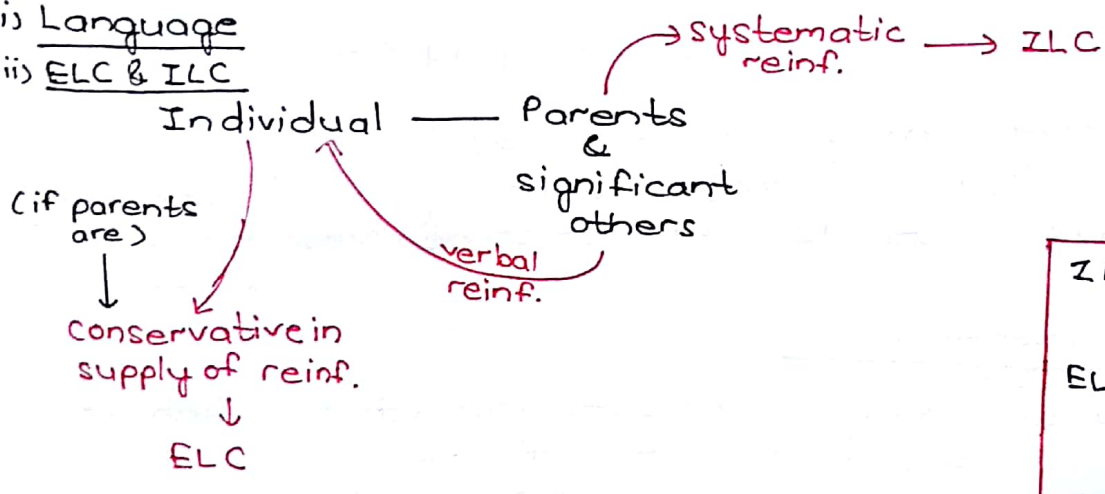 i) Language
ii) ELC & ILC
systematic → ILC
reinf.
Individual — Parents
&
significant
others
(if parents
are)
verbal
reinf.
conservative in
supply of reinf.
↓
ELC